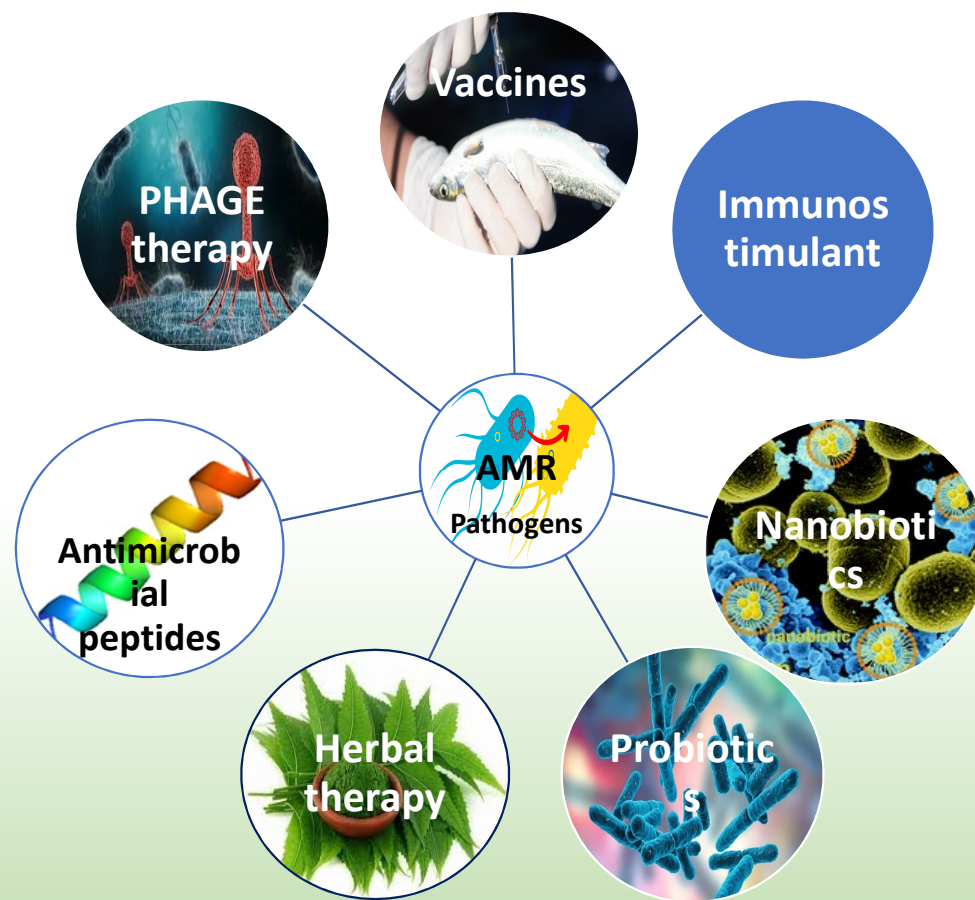 Vaccines
PHAGE
therapy
Immunos
timulant
AMR
Pathogens
Nanobioti
cs
nanobiotic
Antimicrob
ial
peptides
Herbal
therapy
Probiotic
s